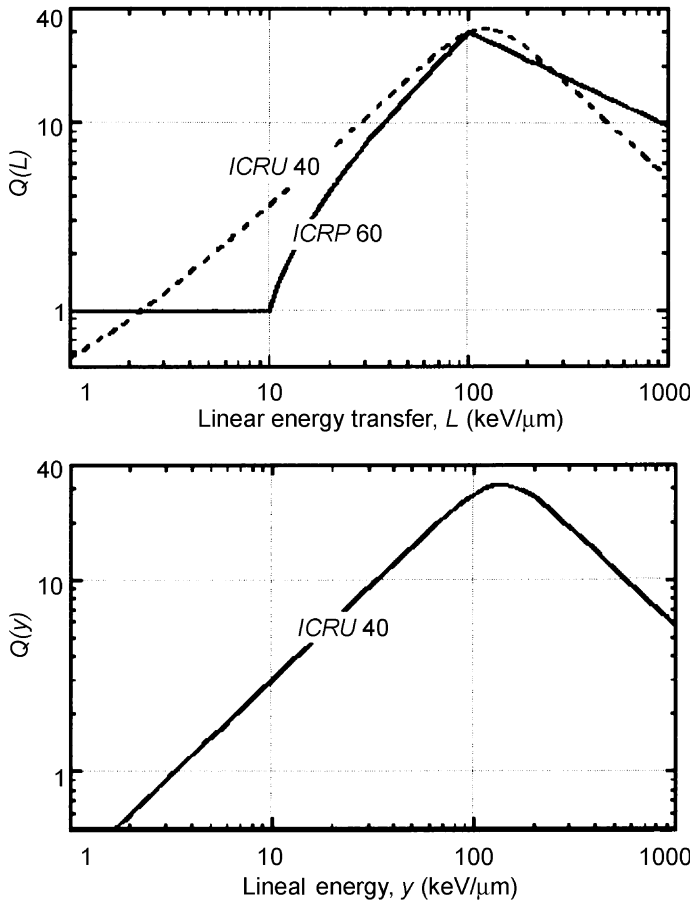 40
10
1
Q(L)
ICRU 40
ICRP 60
1 10 100 1000
Linear energy transfer, L (keV/μm)
40
10
1
Q(y)
ICRU 40
1 10 100 1000
Lineal energy, y (keV/μm)